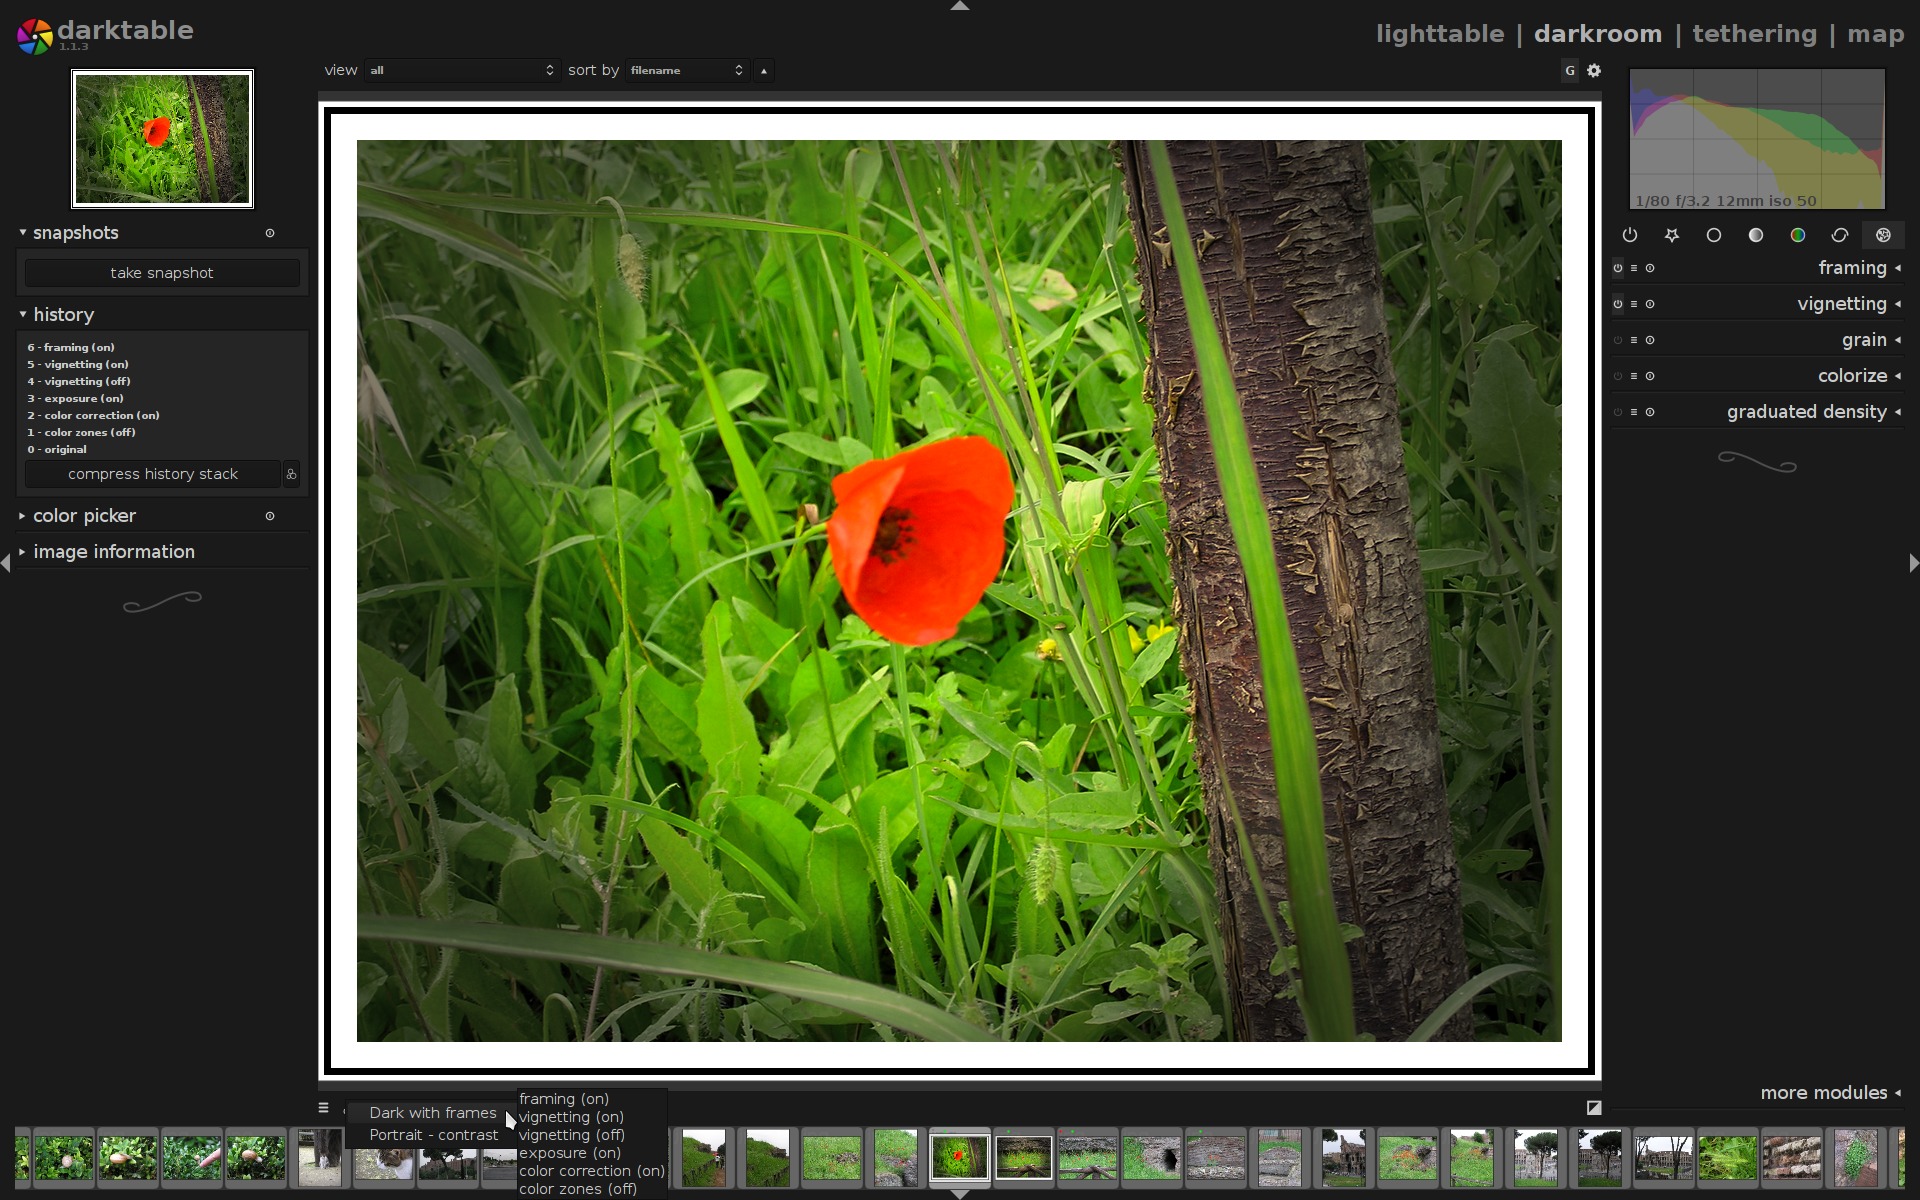 darktable
1.1.3
lighttable | darkroom | tethering | map
view all sort by filename
G
1/80 f/3.2 12mm iso 50
snapshots
take snapshot
history
6 - framing (on)
5 - vignetting (on)
4 - vignetting (off)
3 - exposure (on)
2 - color correction (on)
1 - color zones (off)
0 - original
compress history stack
color picker
image information
framing
vignetting
grain
colorize
graduated density
more modules
Dark with frames
Portrait - contrast
framing (on)
vignetting (on)
vignetting (off)
exposure (on)
color correction (on)
color zones (off)